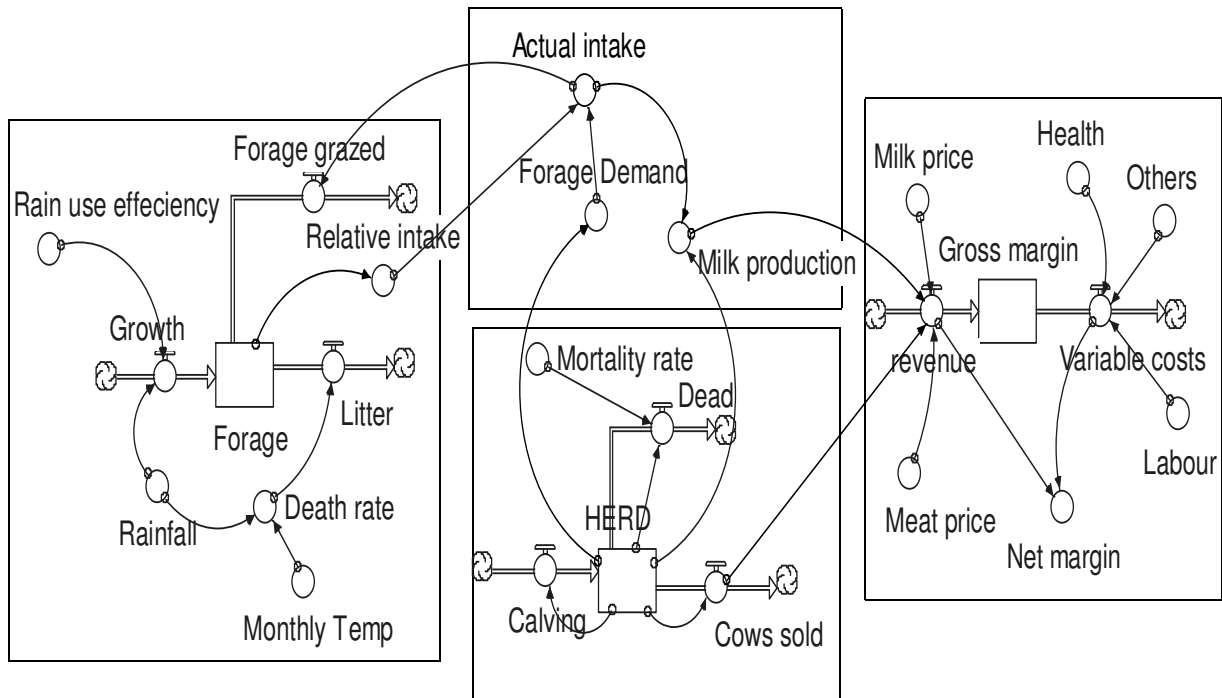 Forage grazed
Rain use effeciency
Relative intake
Growth
Litter
Forage
Death rate
Rainfall
Monthly Temp
Actual intake
Forage Demand
Milk production
Mortality rate
Dead
HERD
Calving
Cows sold
Health
Milk price
Others
Gross margin
revenue
Variable costs
Labour
Meat price
Net margin